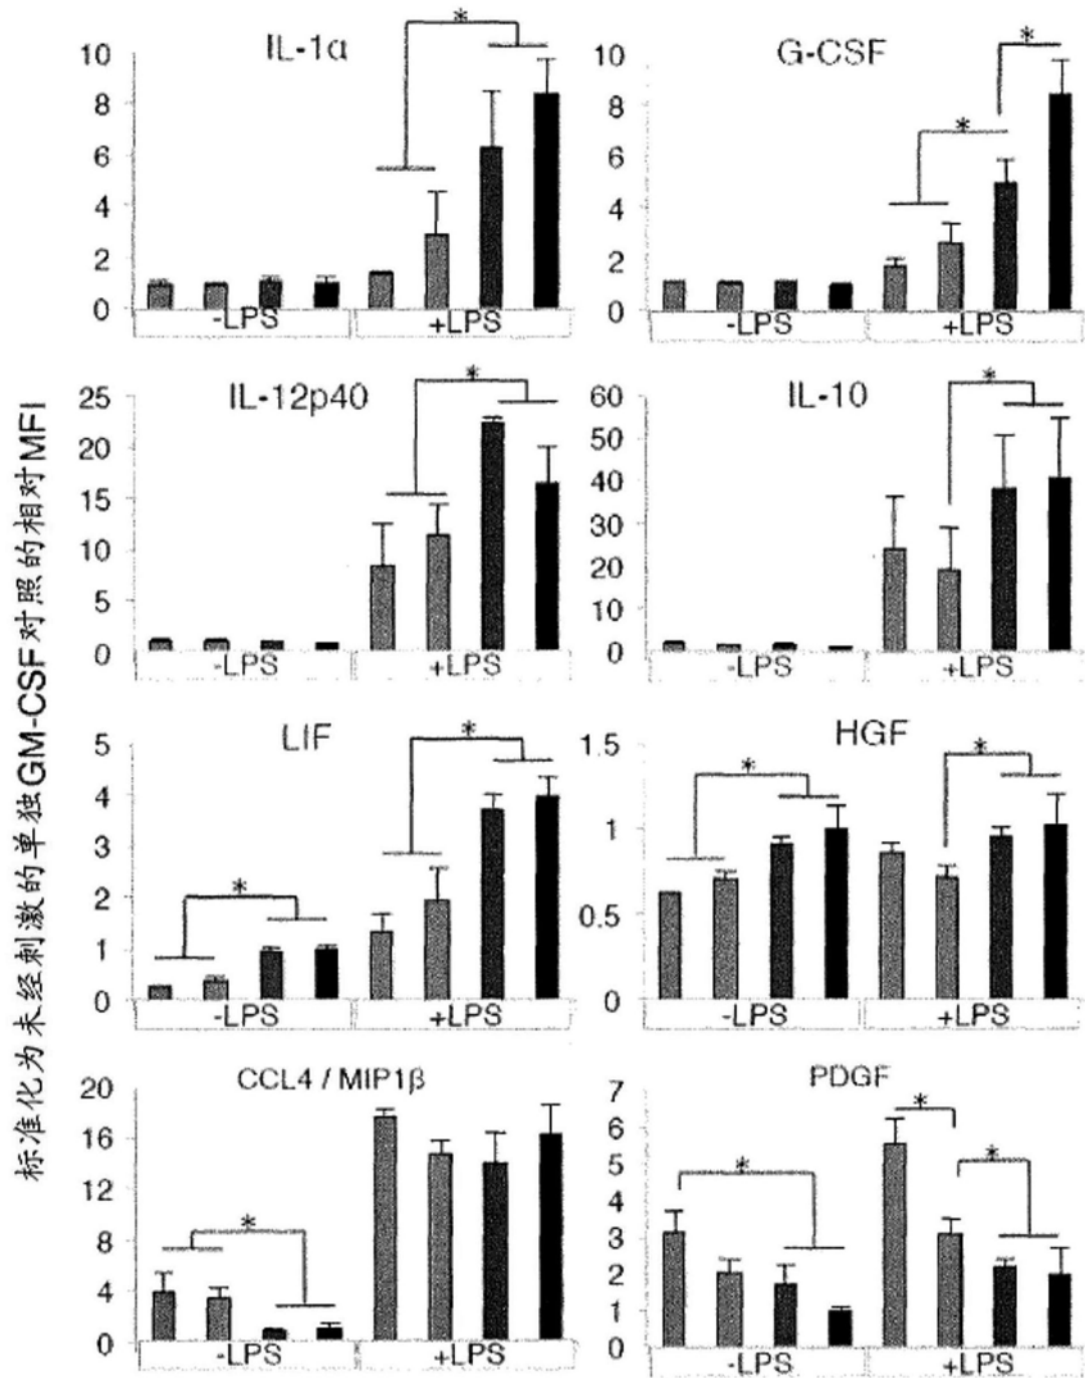 标准化为未经刺激的单独GM-CSF对照的相对MFI
IL-1α
*
10
8
6
4
2
0
-LPS
+LPS
G-CSF
*
*
10
8
6
4
2
0
-LPS
+LPS
IL-12p40
*
25
20
15
10
5
0
-LPS
+LPS
IL-10
*
60
50
40
30
20
10
0
-LPS
+LPS
LIF
*
*
5
4
3
2
1
0
-LPS
+LPS
HGF
*
*
1.5
1
0.5
0
-LPS
+LPS
CCL4 / MIP1β
*
20
16
12
8
4
0
-LPS
+LPS
PDGF
*
*
*
7
6
5
4
3
2
1
0
-LPS
+LPS